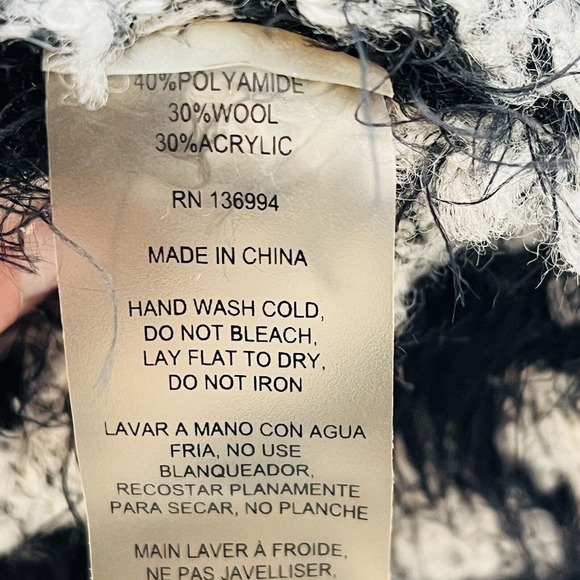 40%POLYAMIDE
30%WOOL
30%ACRYLIC
RN 136994
MADE IN CHINA
HAND WASH COLD,
DO NOT BLEACH,
LAY FLAT TO DRY,
DO NOT IRON
LAVAR A MANO CON AGUA
FRIA, NO USE
BLANQUEADOR,
RECOSTAR PLANAMENTE
PARA SECAR, NO PLANCHE
MAIN LAVER À FROIDE,
NE PAS JAVELLISER,